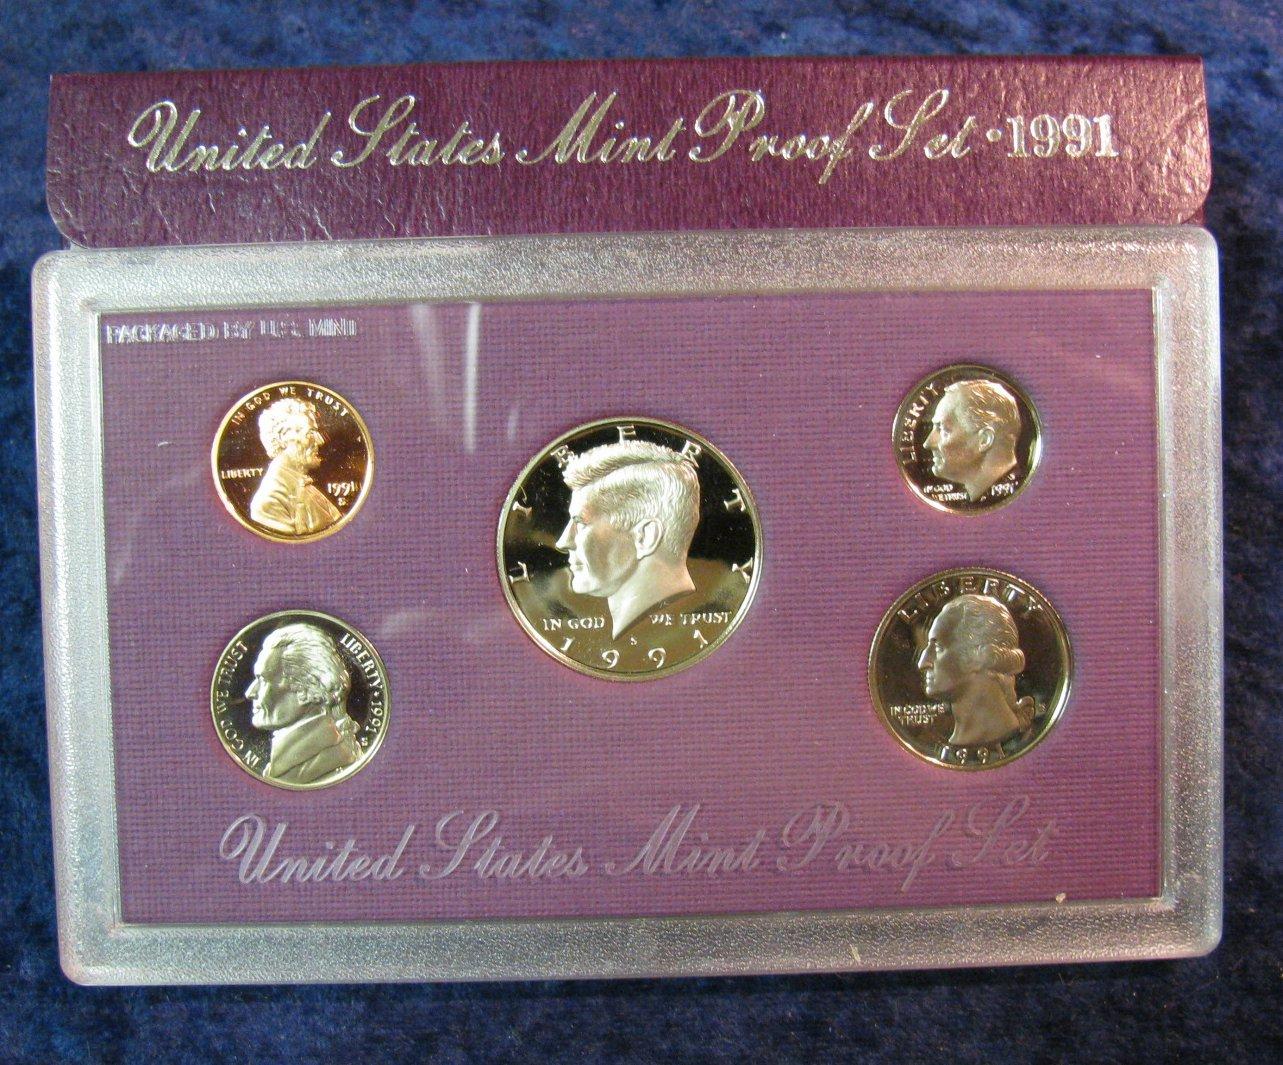 United States Mint Proof Set · 1991
PACKAGED BY U.S. MINT
IN GOD WE TRUST
LIBERTY
1991
S
LIBERTY
IN GOD WE TRUST
S
1991
LIBERTY
IN GOD WE TRUST
1991
S
IN GOD WE TRUST
LIBERTY · 1991
S
LIBERTY
IN GOD WE
TRUST
S
1991
United States Mint Proof Set